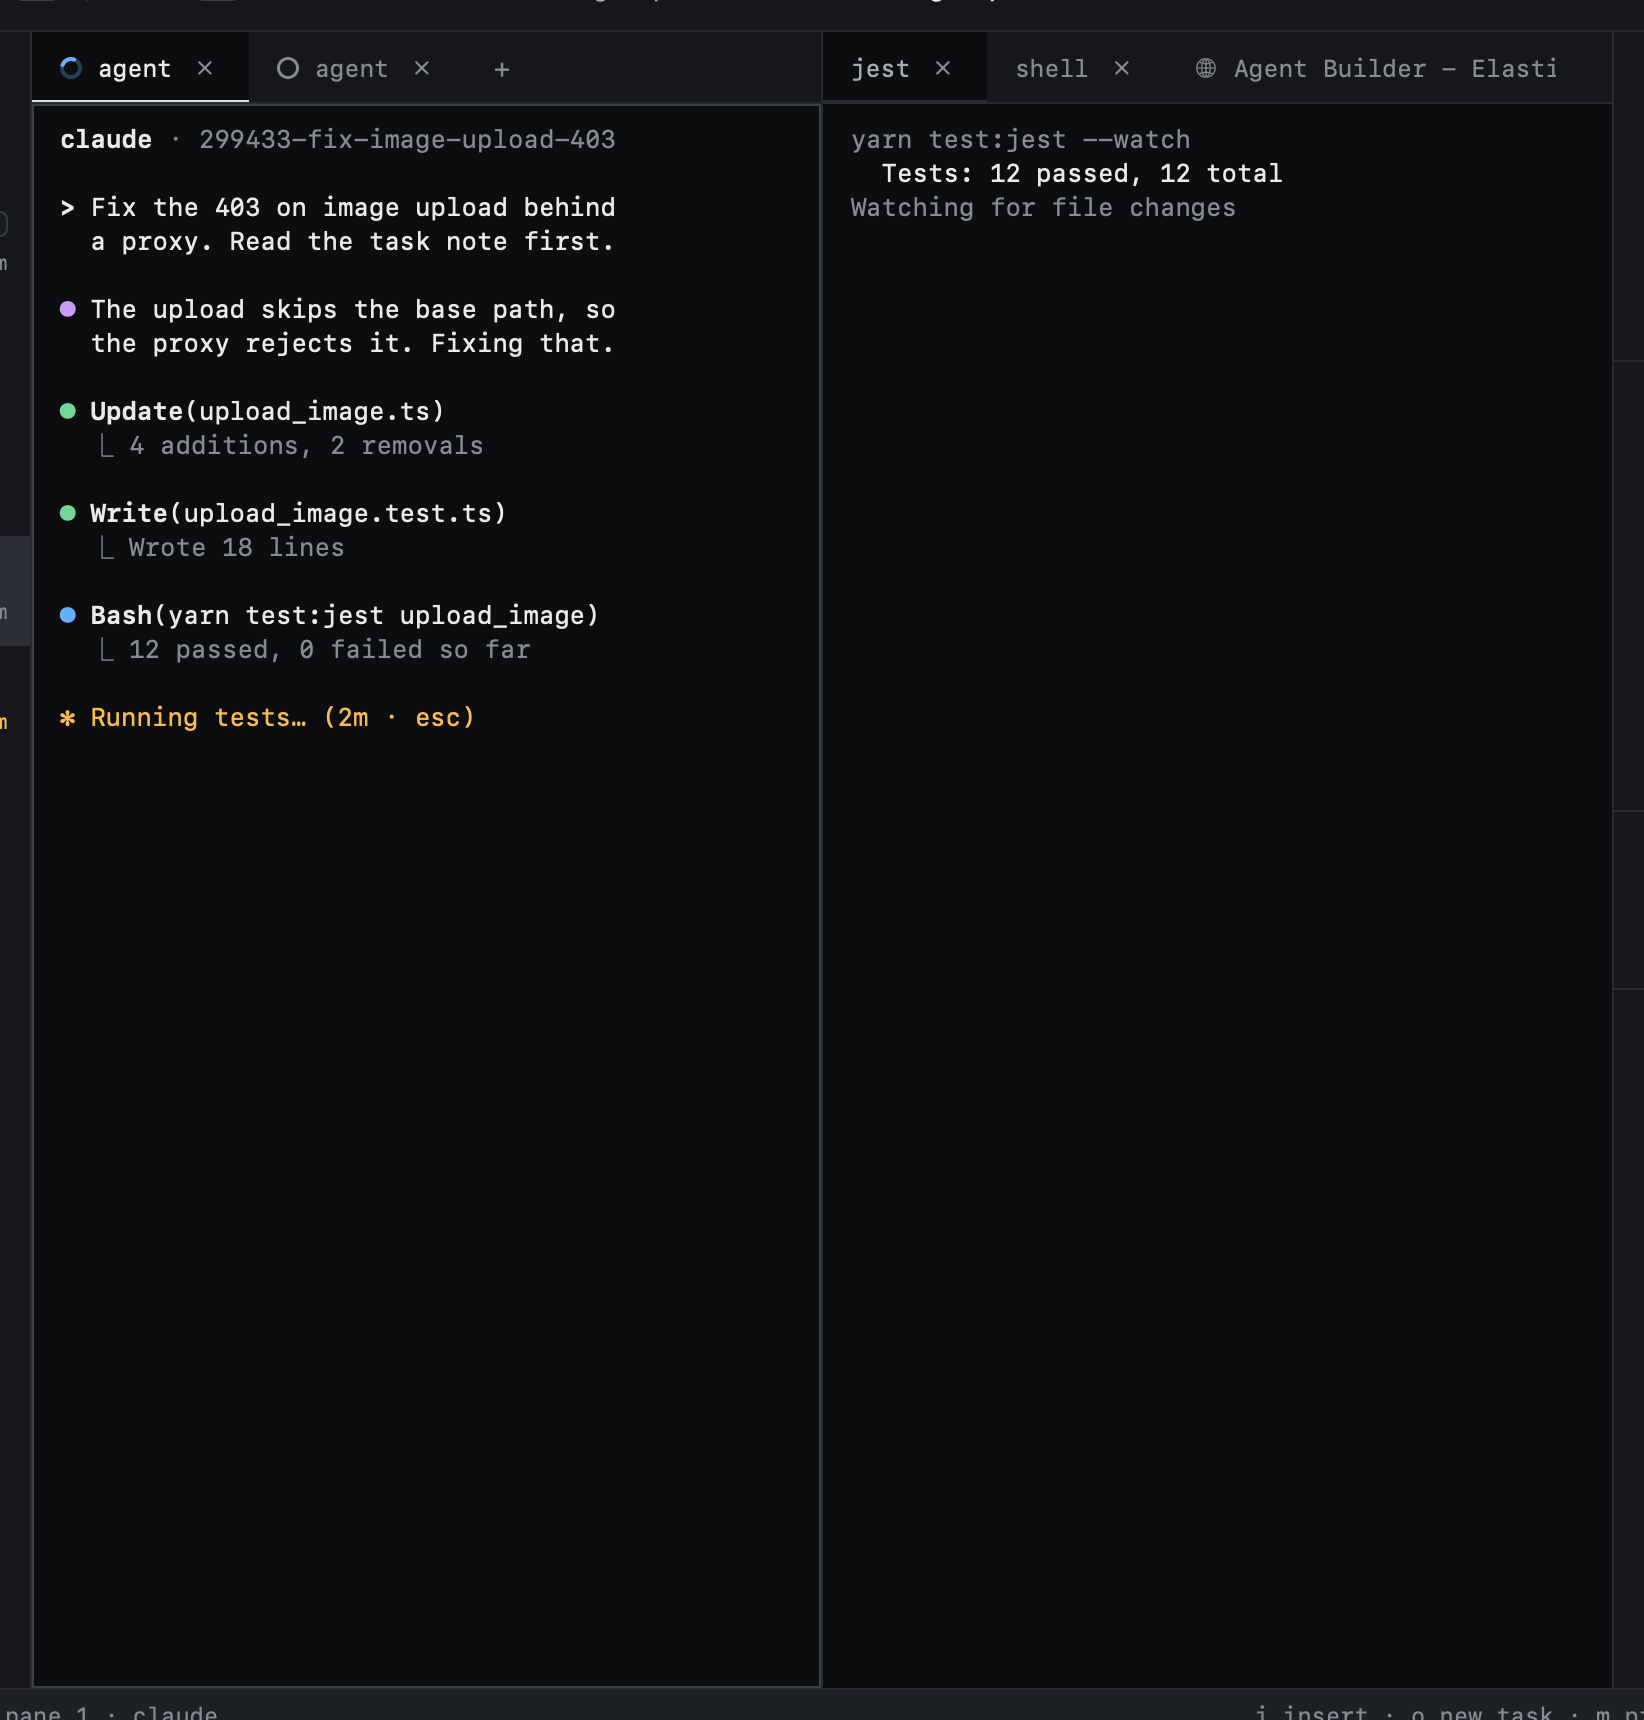 agent × agent × +
claude · 299433-fix-image-upload-403
> Fix the 403 on image upload behind
a proxy. Read the task note first.
● The upload skips the base path, so
the proxy rejects it. Fixing that.
● Update(upload_image.ts)
⎿ 4 additions, 2 removals
● Write(upload_image.test.ts)
⎿ Wrote 18 lines
● Bash(yarn test:jest upload_image)
⎿ 12 passed, 0 failed so far
✻ Running tests… (2m · esc)
jest × shell × Agent Builder – Elasti
yarn test:jest --watch
Tests: 12 passed, 12 total
Watching for file changes
m
m
m
pane 1 · claude
i insert · o new task · m